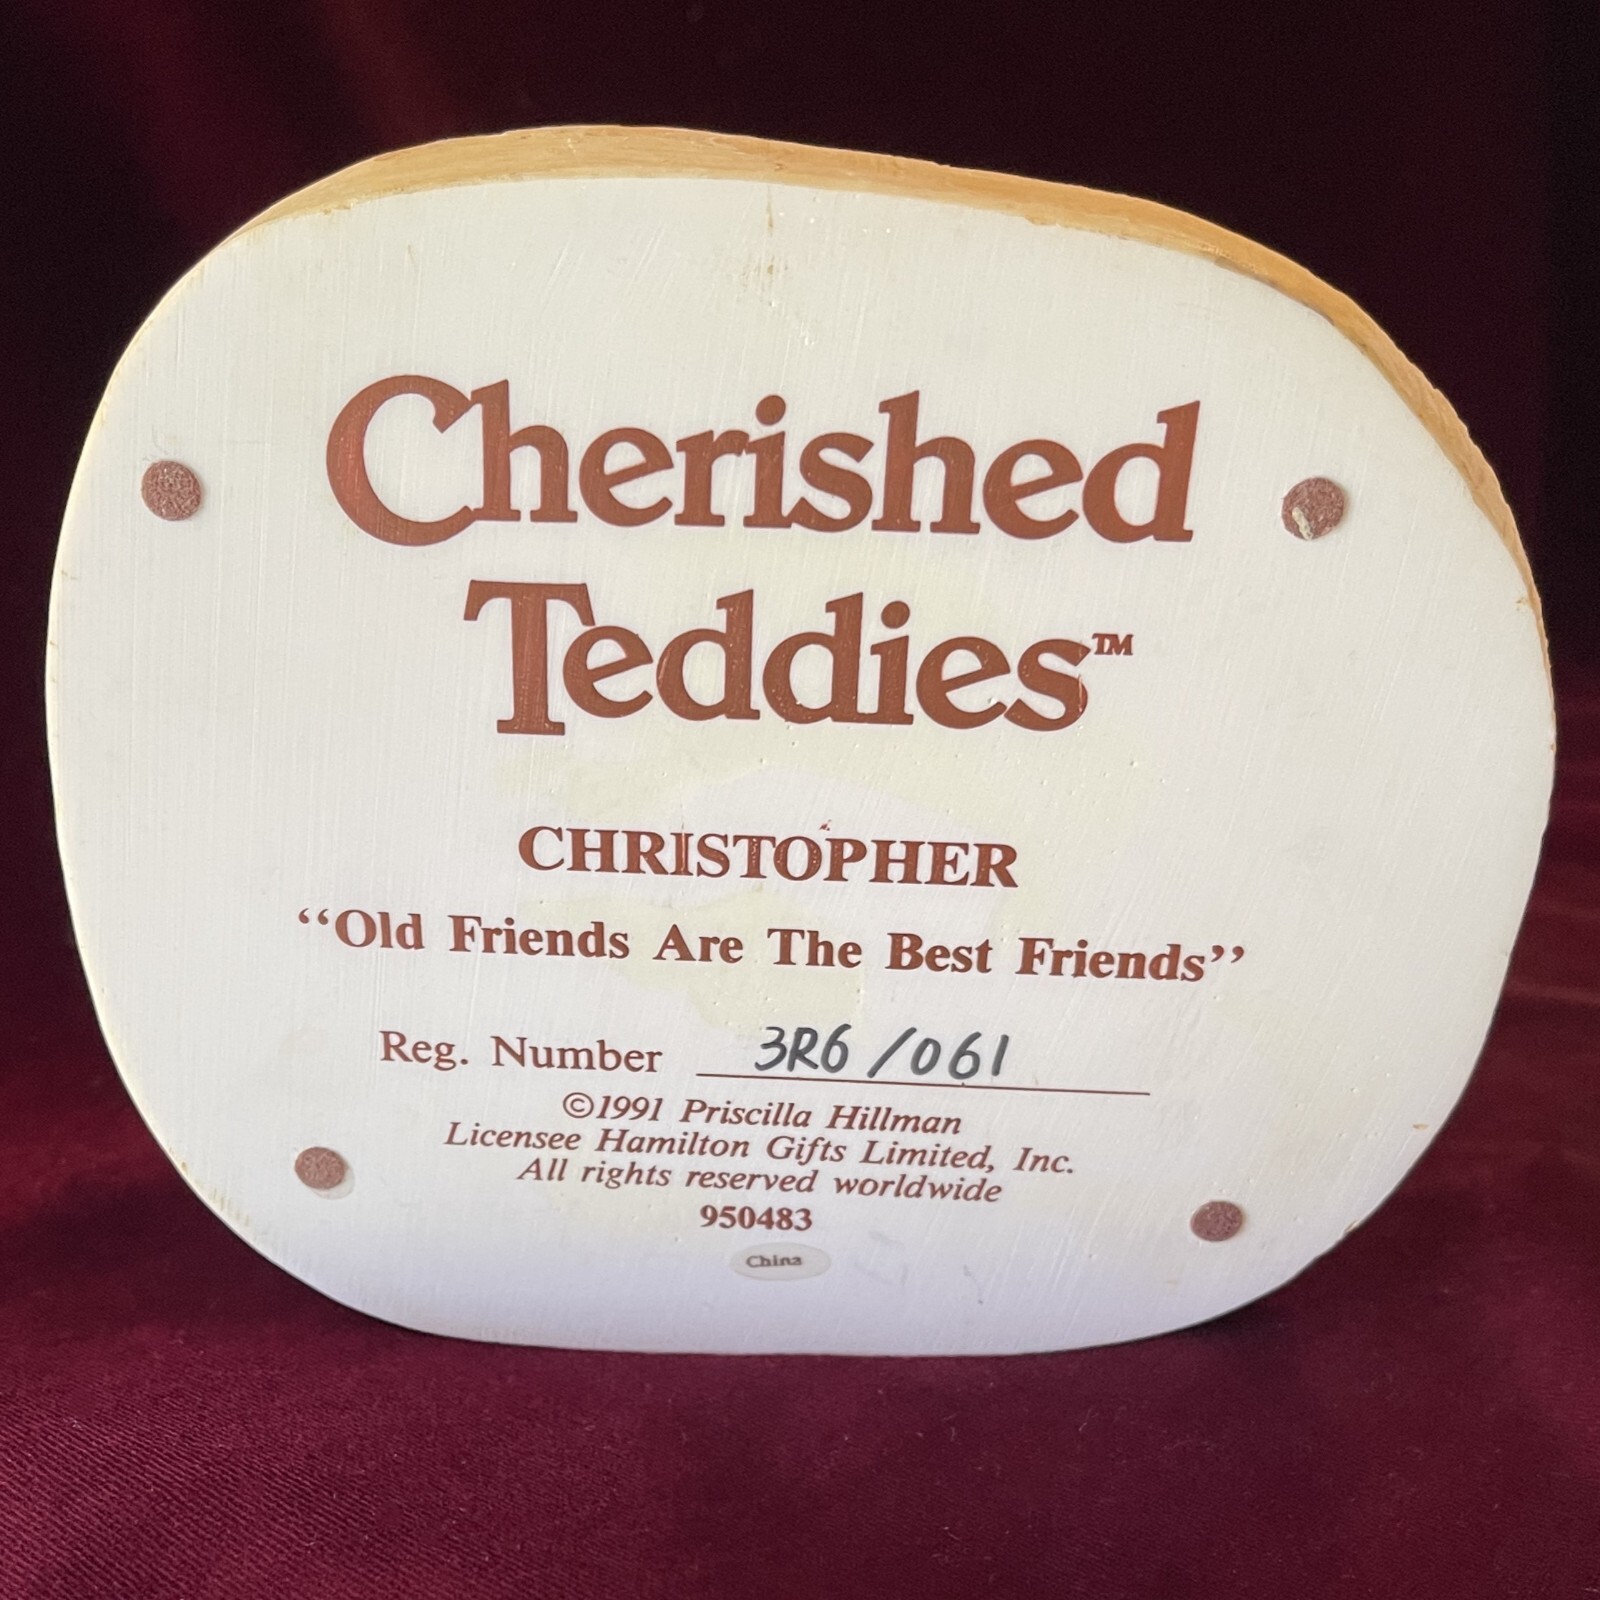 Cherished
Teddies™
CHRISTOPHER
“Old Friends Are The Best Friends”
Reg. Number 3R6/061
©1991 Priscilla Hillman
Licensee Hamilton Gifts Limited, Inc.
All rights reserved worldwide
950483
China